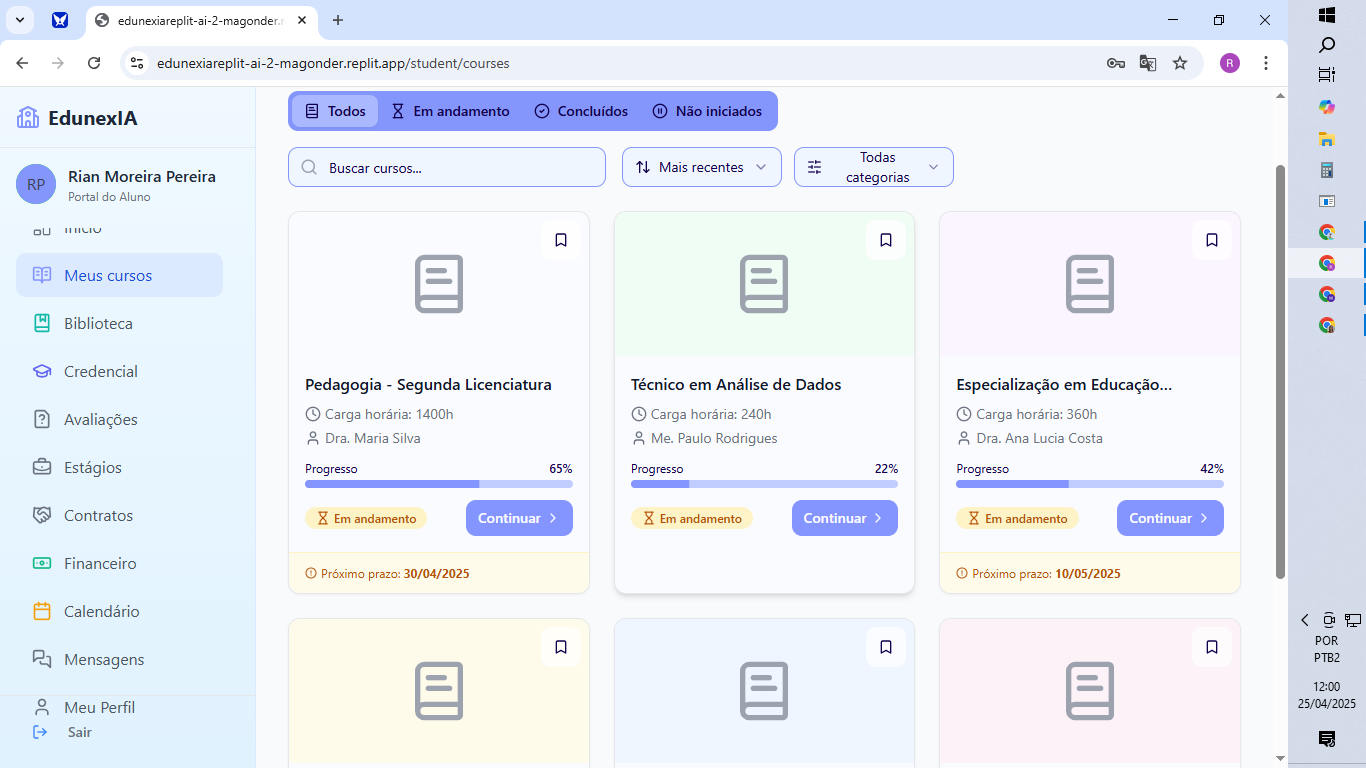 edunexiareplit-ai-2-magonder.r
edunexiareplit-ai-2-magonder.replit.app/student/courses
R
EdunexIA
RP
Rian Moreira Pereira
Portal do Aluno
Início
Meus cursos
Biblioteca
Credencial
Avaliações
Estágios
Contratos
Financeiro
Calendário
Mensagens
Meu Perfil
Sair
Todos
Em andamento
Concluídos
Não iniciados
Buscar cursos...
Mais recentes
Todas
categorias
Pedagogia - Segunda Licenciatura
Carga horária: 1400h
Dra. Maria Silva
Progresso 65%
Em andamento
Continuar
Próximo prazo: 30/04/2025
Técnico em Análise de Dados
Carga horária: 240h
Me. Paulo Rodrigues
Progresso 22%
Em andamento
Continuar
Especialização em Educação...
Carga horária: 360h
Dra. Ana Lucia Costa
Progresso 42%
Em andamento
Continuar
Próximo prazo: 10/05/2025
POR
PTB2
12:00
25/04/2025